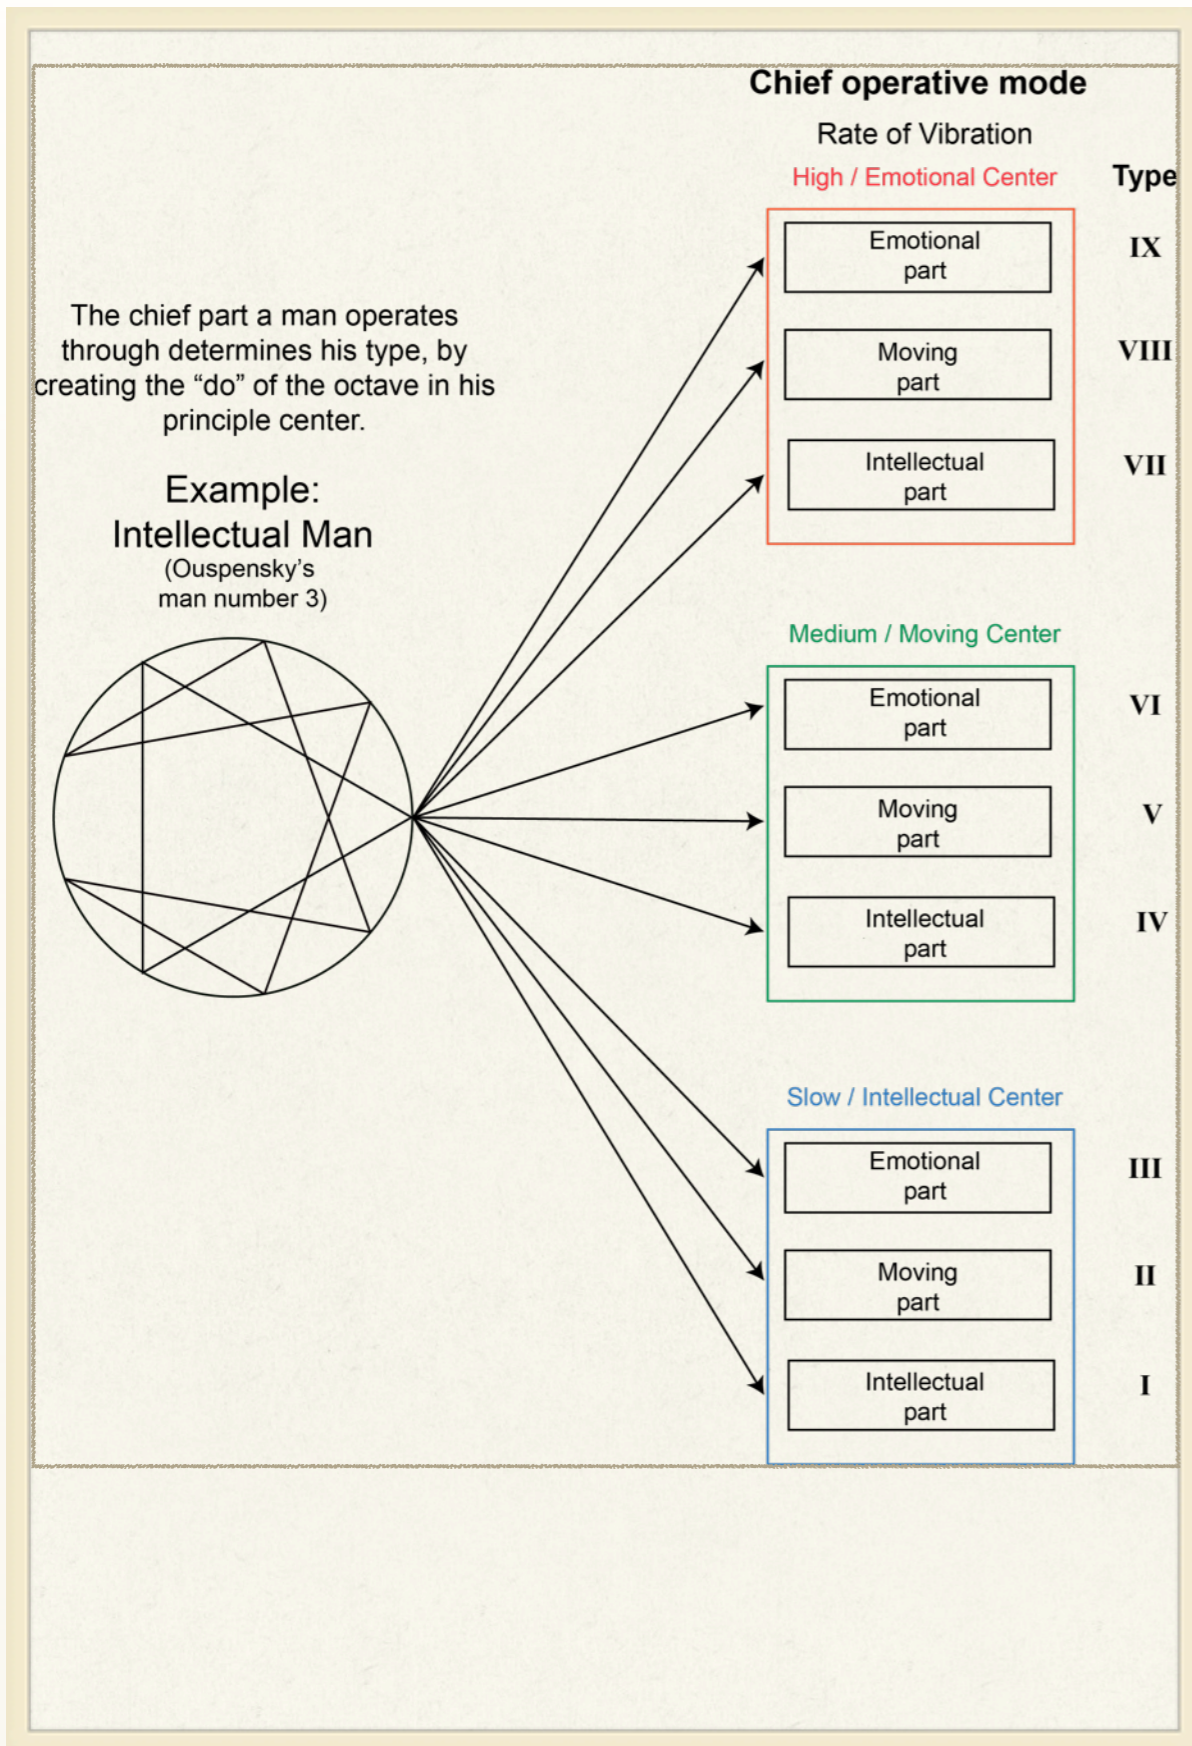 Chief operative mode
Rate of Vibration
High / Emotional Center
Type
Emotional
part
IX
Moving
part
VIII
Intellectual
part
VII
The chief part a man operates
through determines his type, by
creating the “do” of the octave in his
principle center.
Example:
Intellectual Man
(Ouspensky’s
man number 3)
Medium / Moving Center
Emotional
part
VI
Moving
part
V
Intellectual
part
IV
Slow / Intellectual Center
Emotional
part
III
Moving
part
II
Intellectual
part
I